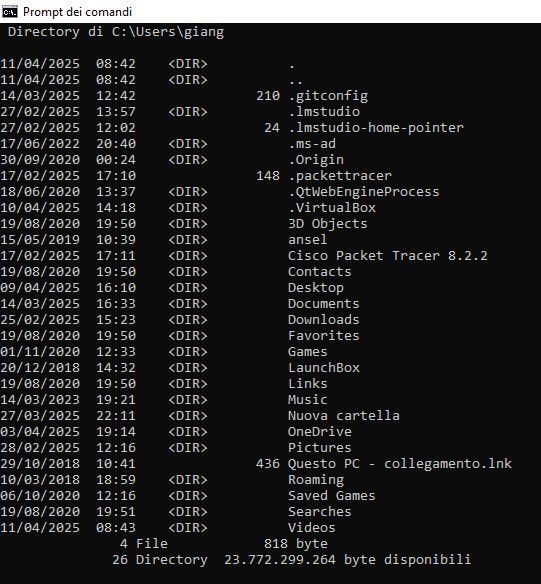 Prompt dei comandi
Directory di C:\Users\giang
11/04/2025  08:42    <DIR>          .
11/04/2025  08:42    <DIR>          ..
14/03/2025  12:42               210 .gitconfig
27/02/2025  13:57    <DIR>          .lmstudio
27/02/2025  12:02                24 .lmstudio-home-pointer
17/06/2022  20:40    <DIR>          .ms-ad
30/09/2020  00:24    <DIR>          .Origin
17/02/2025  17:10               148 .packettracer
18/06/2020  13:37    <DIR>          .QtWebEngineProcess
10/04/2025  14:18    <DIR>          .VirtualBox
19/08/2020  19:50    <DIR>          3D Objects
15/05/2019  10:39    <DIR>          ansel
17/02/2025  17:11    <DIR>          Cisco Packet Tracer 8.2.2
19/08/2020  19:50    <DIR>          Contacts
09/04/2025  16:10    <DIR>          Desktop
14/03/2025  16:33    <DIR>          Documents
25/02/2025  15:23    <DIR>          Downloads
19/08/2020  19:50    <DIR>          Favorites
01/11/2020  12:33    <DIR>          Games
20/12/2018  14:32    <DIR>          LaunchBox
19/08/2020  19:50    <DIR>          Links
14/03/2023  19:21    <DIR>          Music
27/03/2025  22:11    <DIR>          Nuova cartella
03/04/2025  19:14    <DIR>          OneDrive
28/02/2025  12:16    <DIR>          Pictures
29/10/2018  10:41               436 Questo PC - collegamento.lnk
10/03/2018  18:59    <DIR>          Roaming
06/10/2020  12:16    <DIR>          Saved Games
19/08/2020  19:51    <DIR>          Searches
11/04/2025  08:43    <DIR>          Videos
4 File            818 byte
26 Directory  23.772.299.264 byte disponibili